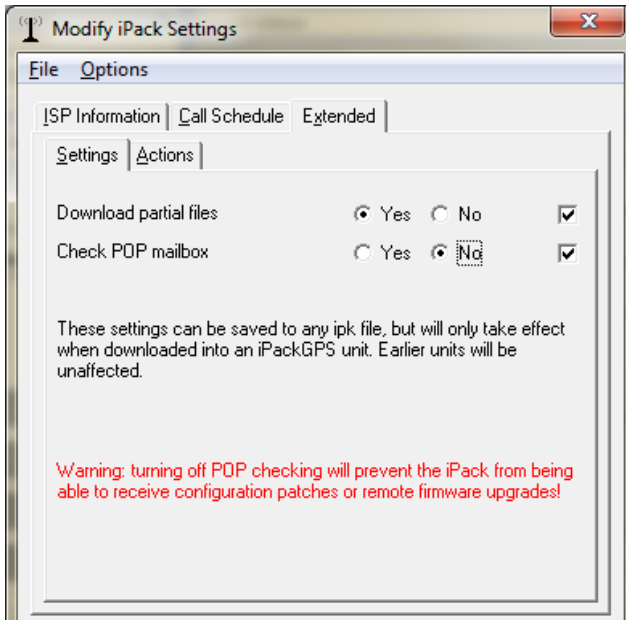 Modify iPack Settings
File Options
ISP Information Call Schedule Extended
Settings Actions
Download partial files Yes No
Check POP mailbox Yes No
These settings can be saved to any ipk file, but will only take effect
when downloaded into an iPackGPS unit. Earlier units will be
unaffected.
Warning: turning off POP checking will prevent the iPack from being
able to receive configuration patches or remote firmware upgrades!